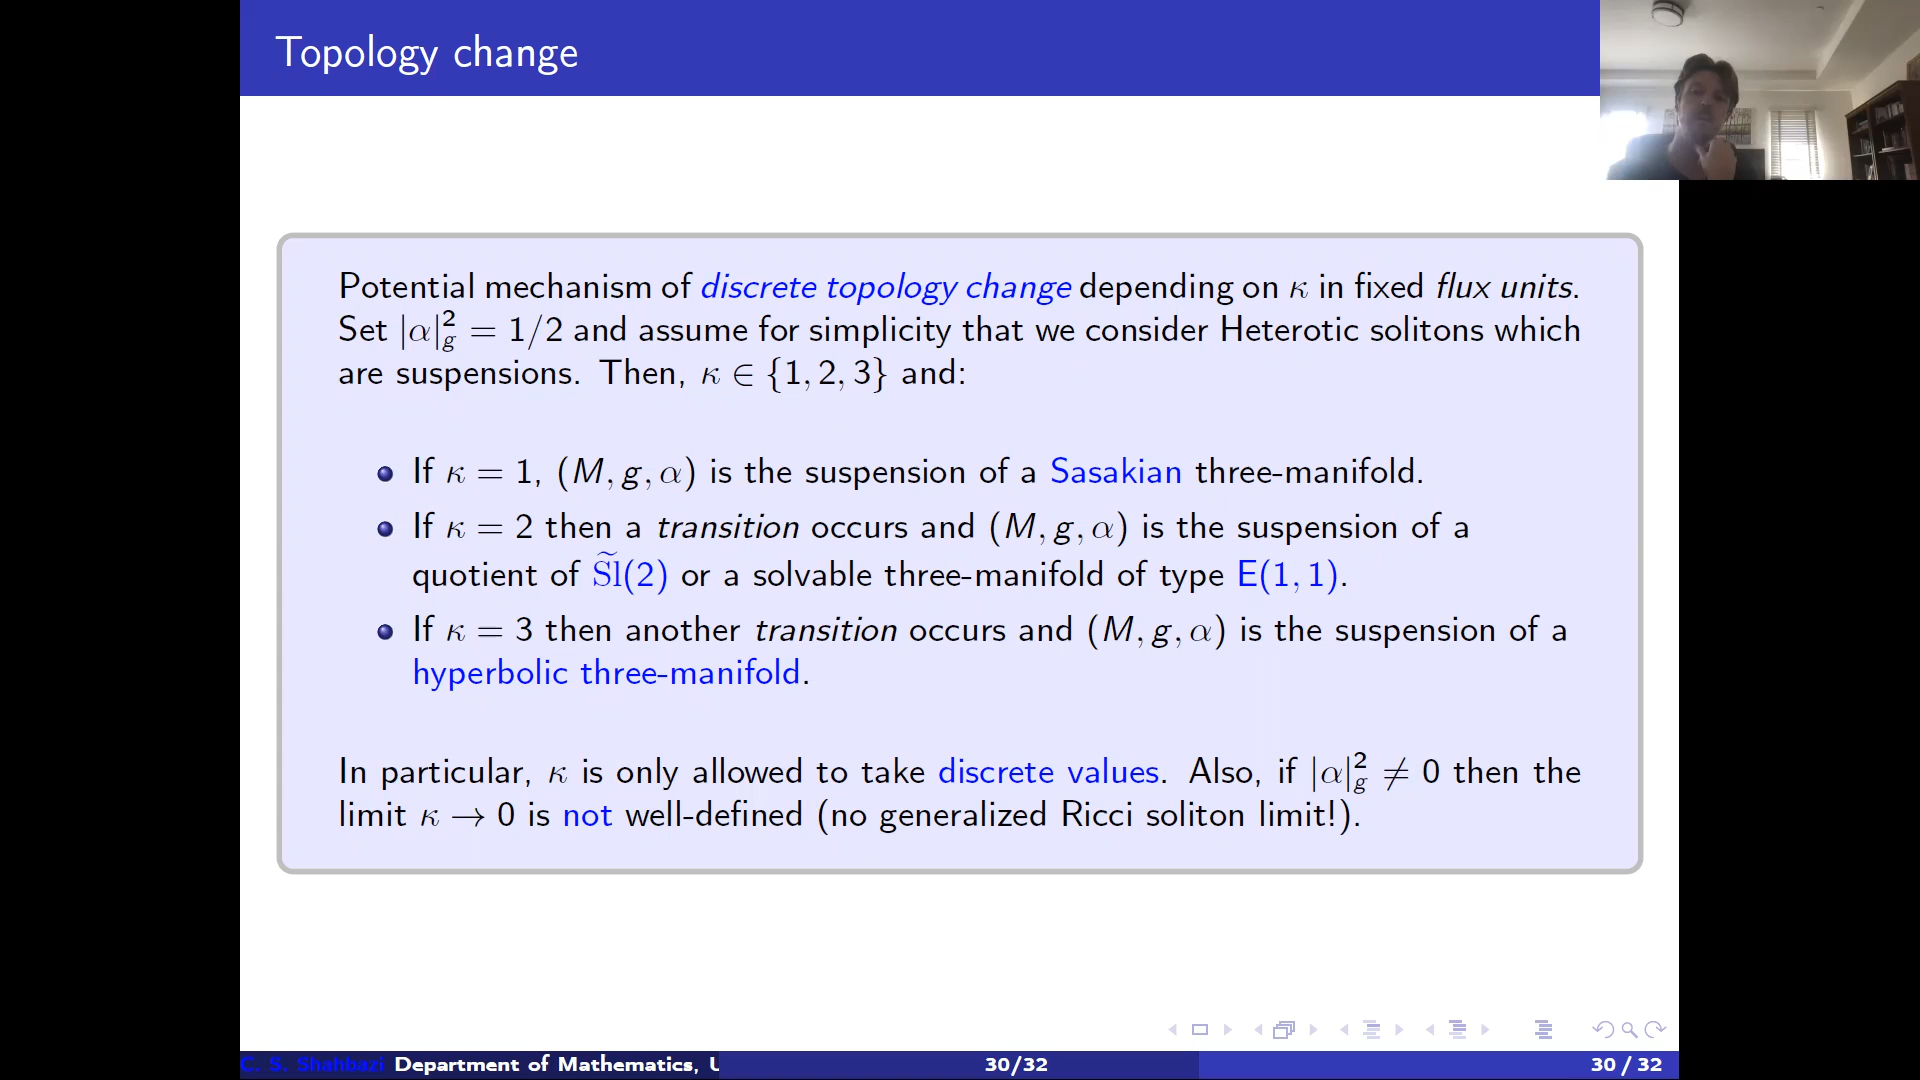 Topology change
Potential mechanism of discrete topology change depending on κ in fixed flux units.
Set |α|²_g = 1/2 and assume for simplicity that we consider Heterotic solitons which
are suspensions. Then, κ ∈ {1, 2, 3} and:
If κ = 1, (M, g, α) is the suspension of a Sasakian three-manifold.
If κ = 2 then a transition occurs and (M, g, α) is the suspension of a
quotient of S̃l(2) or a solvable three-manifold of type E(1, 1).
If κ = 3 then another transition occurs and (M, g, α) is the suspension of a
hyperbolic three-manifold.
In particular, κ is only allowed to take discrete values. Also, if |α|²_g ≠ 0 then the
limit κ → 0 is not well-defined (no generalized Ricci soliton limit!).
C. S. Shahbazi Department of Mathematics, U 30/32 30 / 32